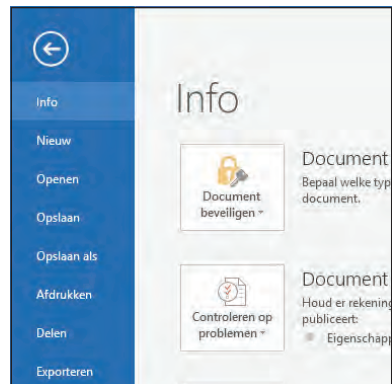 Info
Nieuw
Openen
Opslaan
Opslaan als
Afdrukken
Delen
Exporteren
Info
Document
beveiligen
Document
Bepaal welke typ
document.
Controleren op
problemen
Document
Houd er rekening
publiceert:
Eigenschapp